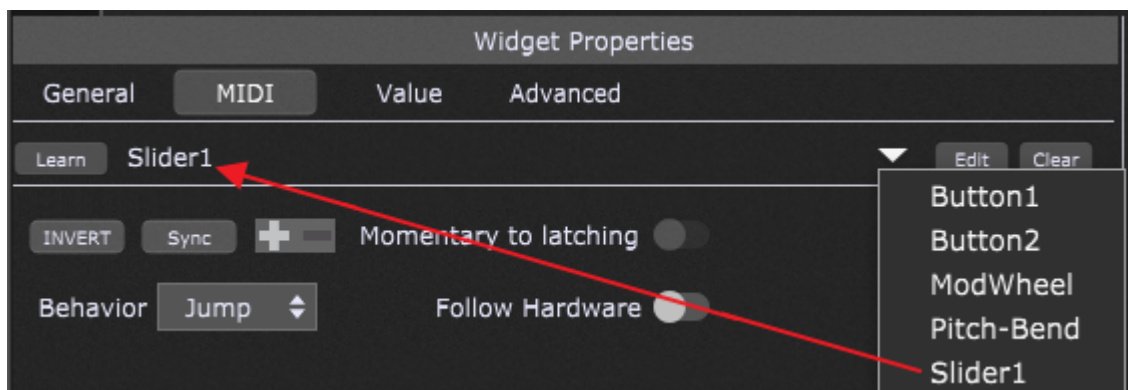 Widget Properties
General MIDI Value Advanced
Learn Slider1 Edit Clear
Button1
INVERT Sync Momentary to latching Button2
ModWheel
Behavior Jump Follow Hardware Pitch-Bend
Slider1